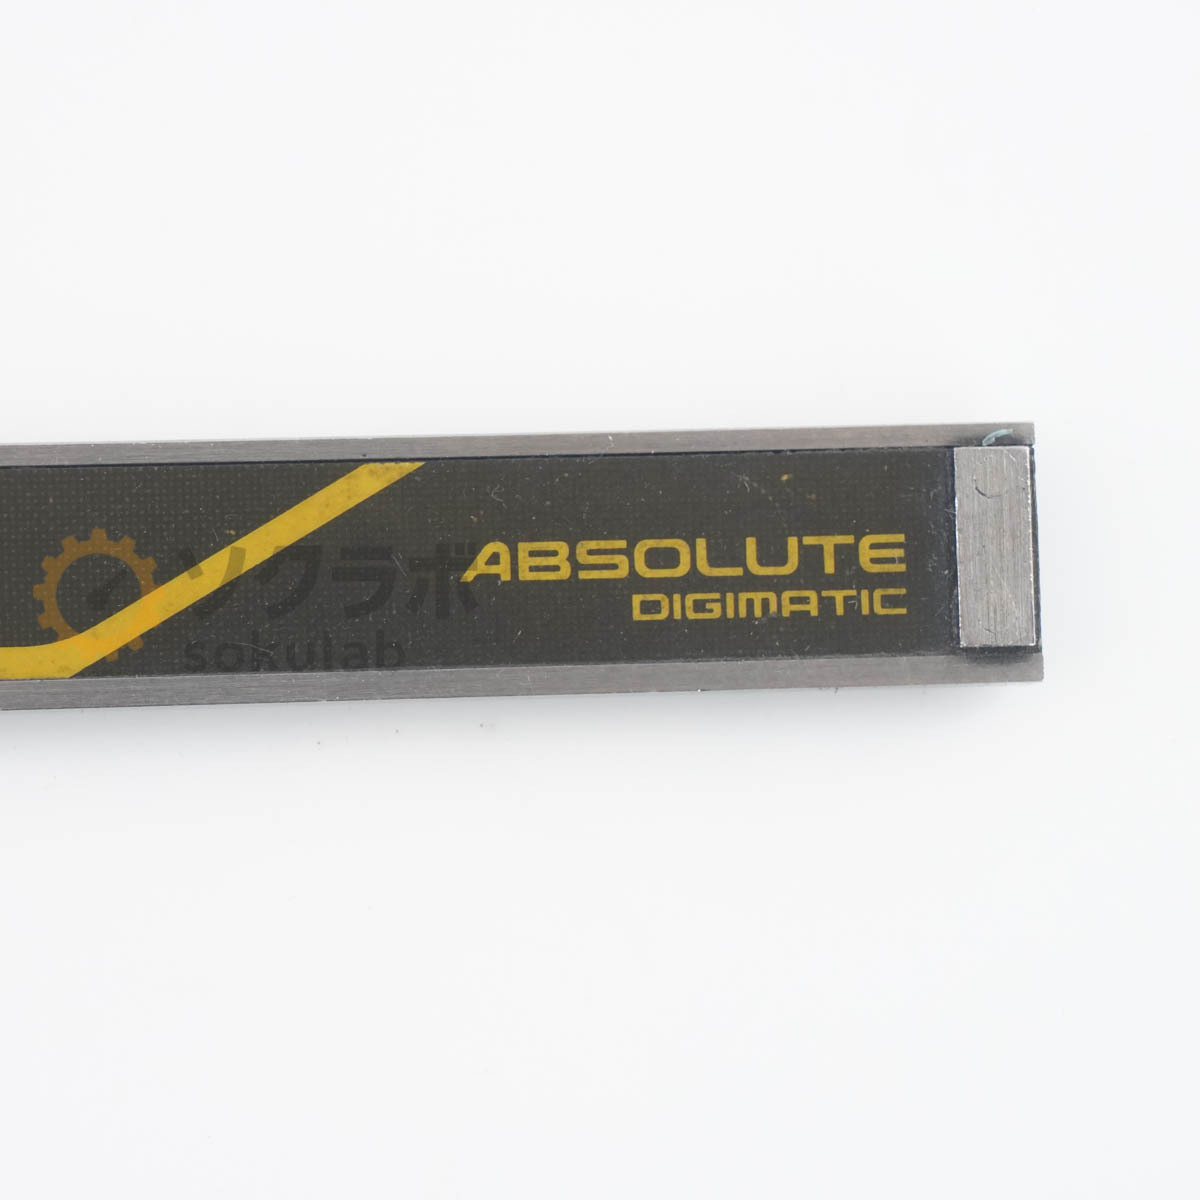 ABSOLUTE
DIGIMATIC
ソクラボ
sokulab